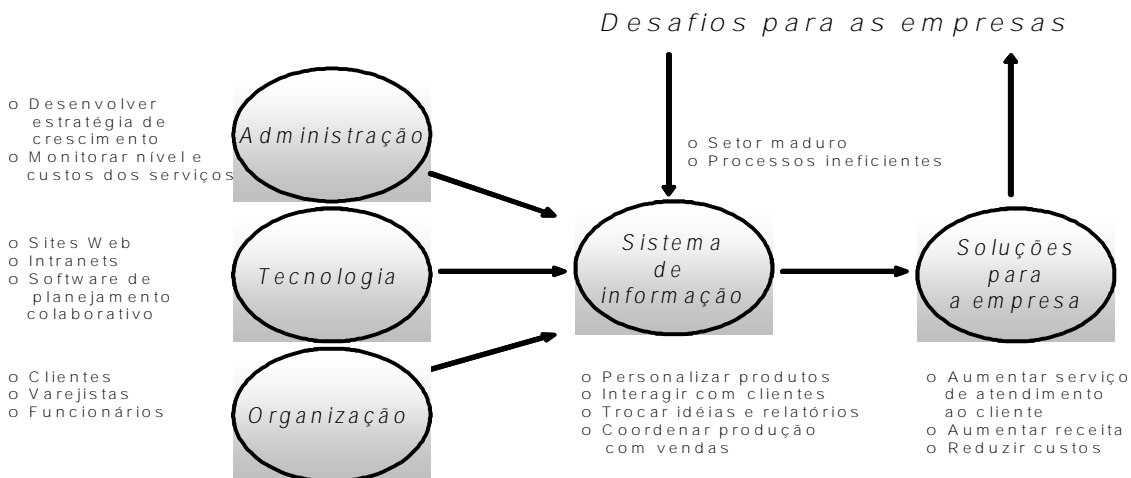 Desafios para as empresas
o Desenvolver
estratégia de
crescimento
o Monitorar nível e
custos dos serviços
Administração
o Setor maduro
o Processos ineficientes
o Sites Web
o Intranets
o Software de
planejamento
colaborativo
Tecnologia
Sistema
de
informação
Soluções
para
a empresa
o Clientes
o Varejistas
o Funcionários
Organização
o Personalizar produtos
o Interagir com clientes
o Trocar idéias e relatórios
o Coordenar produção
com vendas
o Aumentar serviço
de atendimento
ao cliente
o Aumentar receita
o Reduzir custos